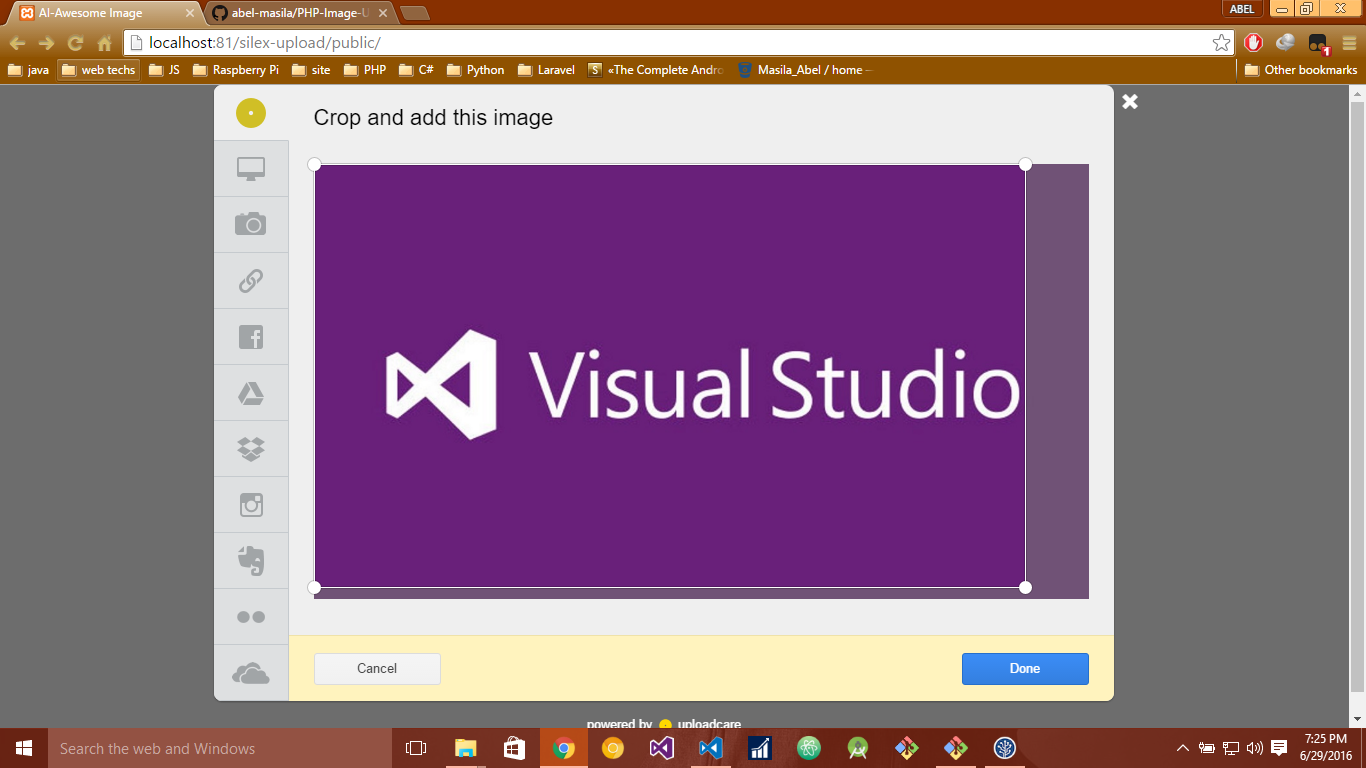 AI-Awesome Image
abel-masila/PHP-Image-U
ABEL
localhost:81/silex-upload/public/
java
web techs
JS
Raspberry Pi
site
PHP
C#
Python
Laravel
S
«The Complete Andro
Masila_Abel / home —
Other bookmarks
1
Crop and add this image
Visual Studio
Cancel
Done
powered by uploadcare
Search the web and Windows
7:25 PM
6/29/2016